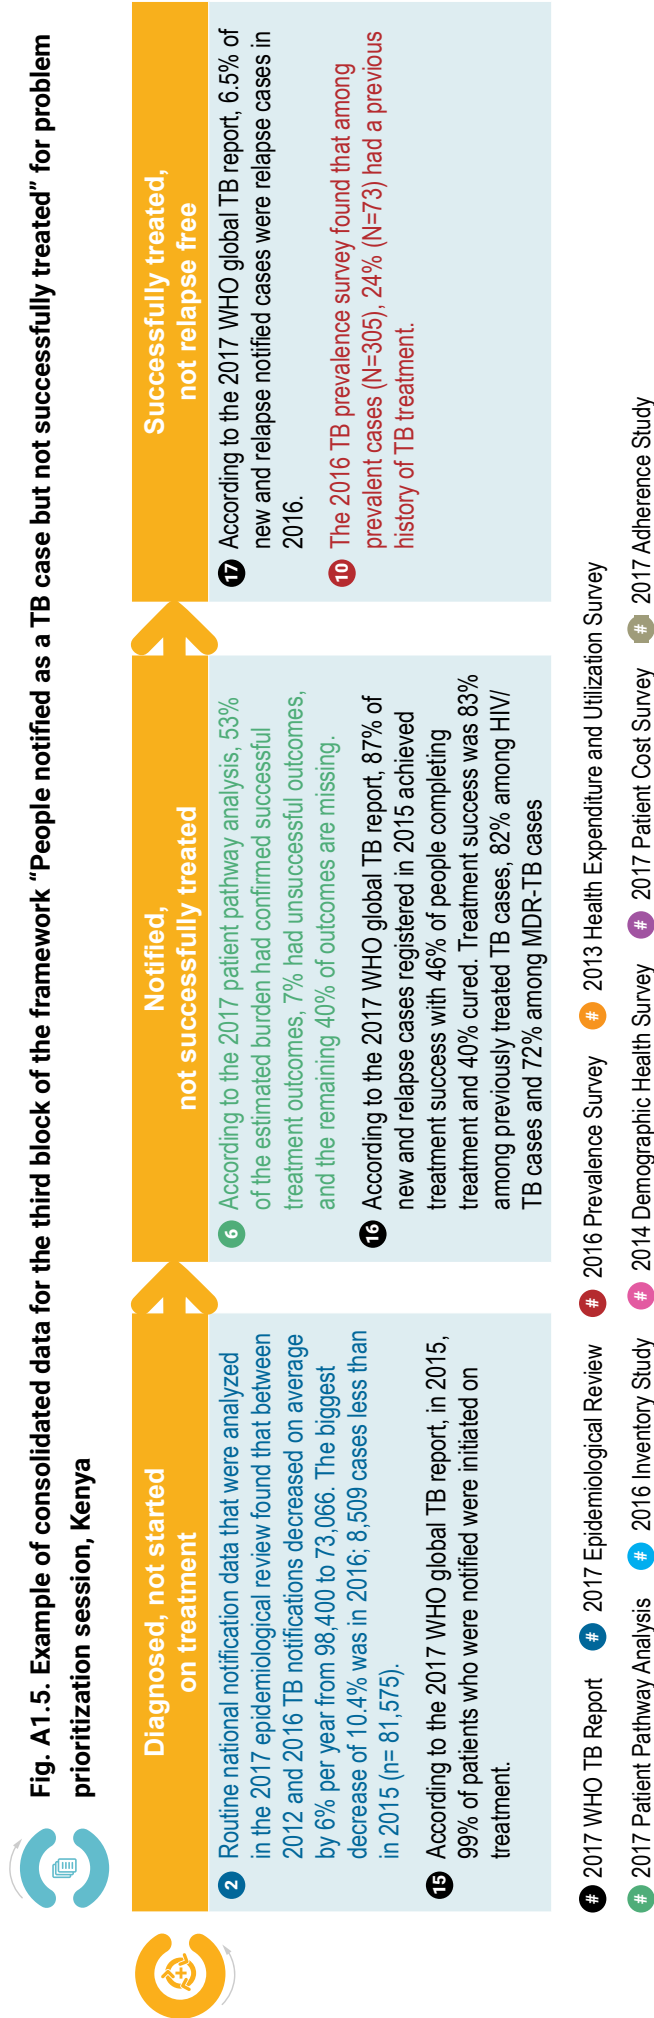 Fig. A1.5. Example of consolidated data for the third block of the framework “People notified as a TB case but not successfully treated” for problem
prioritization session, Kenya
Diagnosed, not started
on treatment
2 Routine national notification data that were analyzed
in the 2017 epidemiological review found that between
2012 and 2016 TB notifications decreased on average
by 6% per year from 98,400 to 73,066. The biggest
decrease of 10.4% was in 2016; 8,509 cases less than
in 2015 (n= 81,575).
15 According to the 2017 WHO global TB report, in 2015,
99% of patients who were notified were initiated on
treatment.
Notified,
not successfully treated
6 According to the 2017 patient pathway analysis, 53%
of the estimated burden had confirmed successful
treatment outcomes, 7% had unsuccessful outcomes,
and the remaining 40% of outcomes are missing.
16 According to the 2017 WHO global TB report, 87% of
new and relapse cases registered in 2015 achieved
treatment success with 46% of people completing
treatment and 40% cured. Treatment success was 83%
among previously treated TB cases, 82% among HIV/
TB cases and 72% among MDR-TB cases
Successfully treated,
not relapse free
17 According to the 2017 WHO global TB report, 6.5% of
new and relapse notified cases were relapse cases in
2016.
10 The 2016 TB prevalence survey found that among
prevalent cases (N=305), 24% (N=73) had a previous
history of TB treatment.
# 2017 WHO TB Report # 2017 Epidemiological Review # 2016 Prevalence Survey # 2013 Health Expenditure and Utilization Survey
# 2017 Patient Pathway Analysis # 2016 Inventory Study # 2014 Demographic Health Survey # 2017 Patient Cost Survey # 2017 Adherence Study